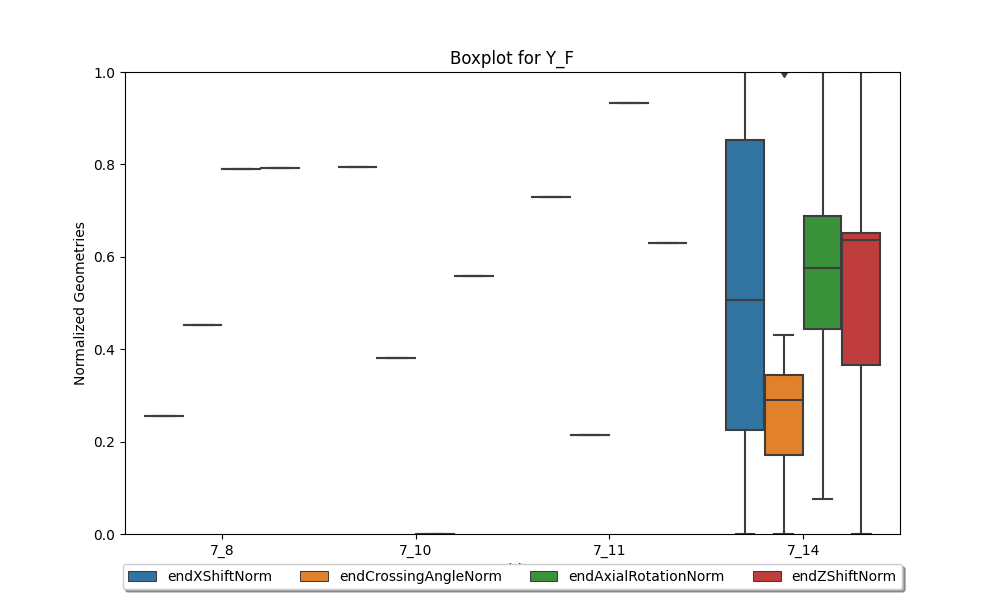 Boxplot for Y_F
Normalized Geometries
1.0
0.8
0.6
0.4
0.2
0.0
7_8 7_10 7_11 7_14
endXShiftNorm endCrossingAngleNorm endAxialRotationNorm endZShiftNorm